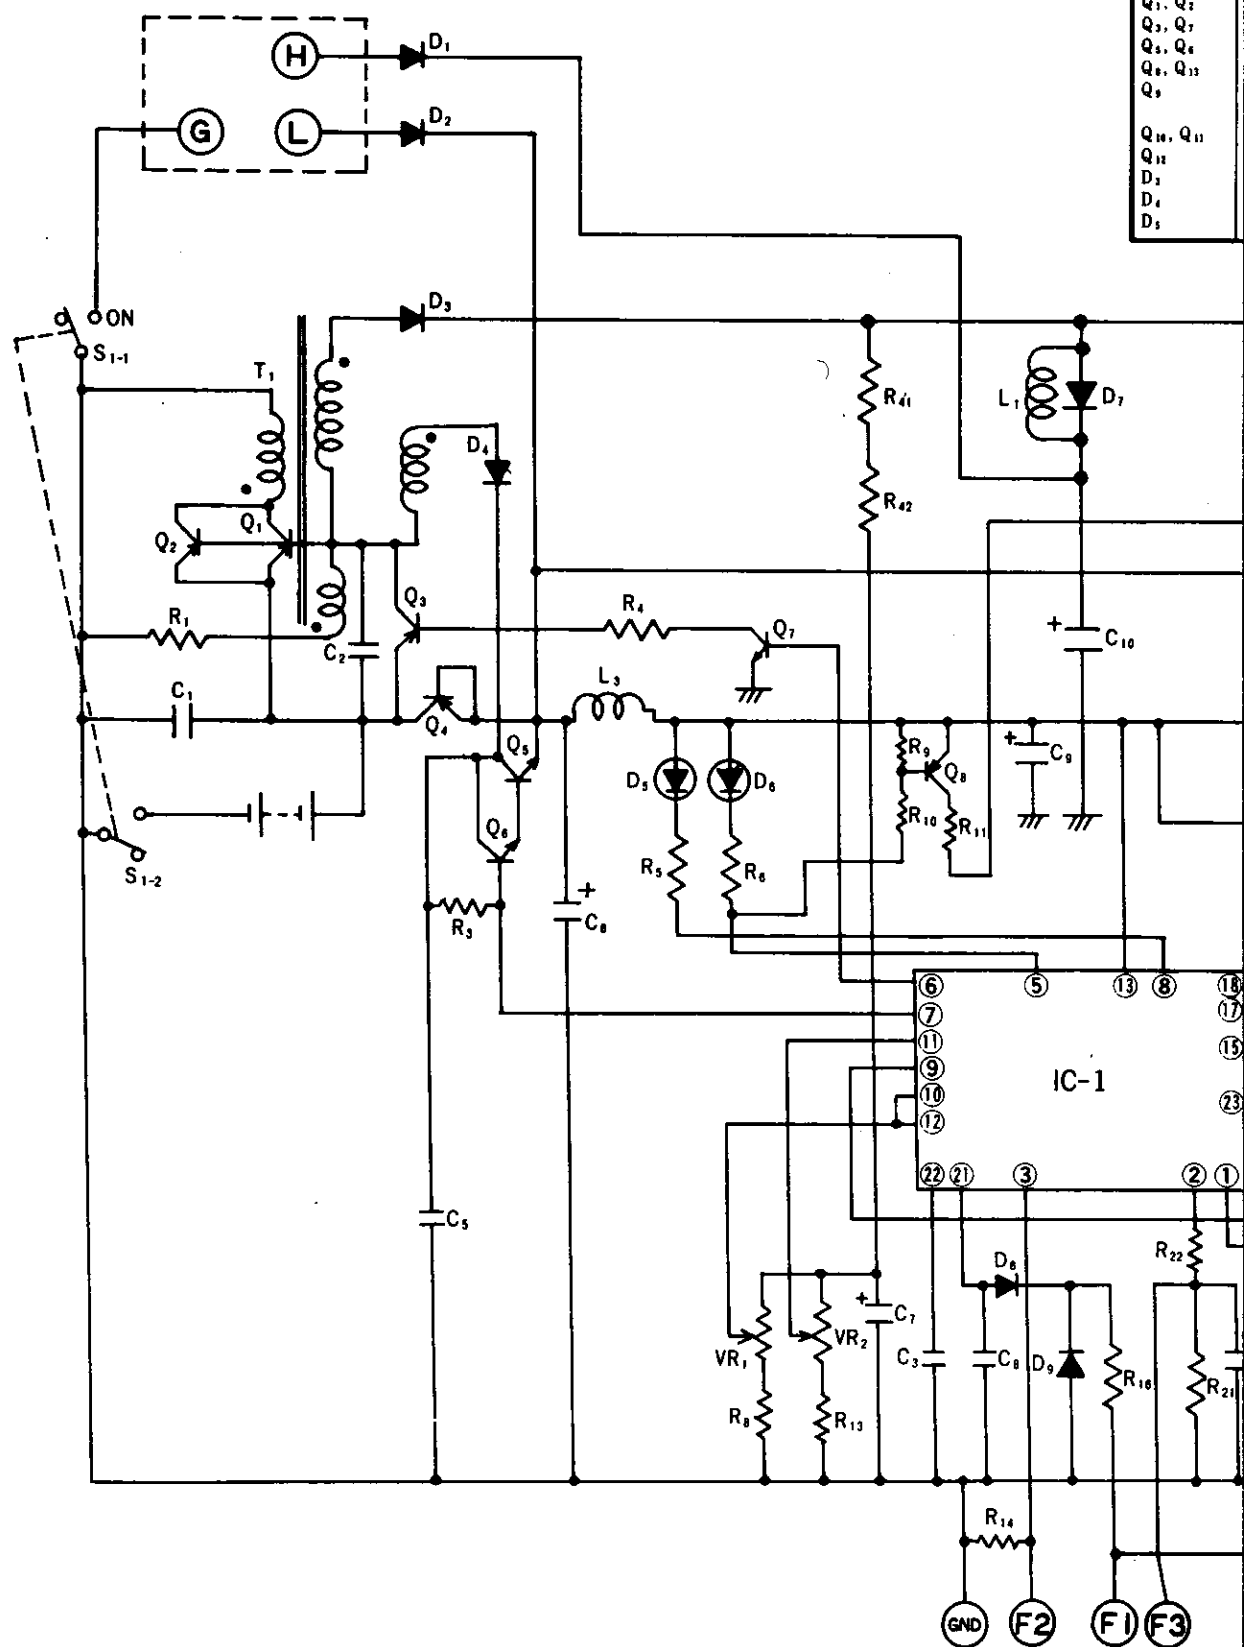 Q₁, Q₂
Q₃, Q₇
Q₅, Q₆
Q₈, Q₁₃
Q₉
Q₁₀, Q₁₁
Q₁₂
D₃
D₄
D₅
H
D₁
G
L
D₂
ON
S₁₋₁
D₃
T₁
D₄
R₄₁
L₁
D₇
R₄₂
Q₂
Q₁
Q₃
R₁
R₄
Q₇
C₂
+
C₁₀
C₁
L₃
Q₄
Q₅
R₉
Q₈
+
C₉
D₅
D₆
R₁₀
R₁₁
Q₆
S₁₋₂
R₅
R₆
R₃
+
C₆
6
5
13
8
18
7
17
11
15
9
IC-1
10
23
12
22
21
3
2
1
C₅
R₂₂
+
C₇
VR₁
VR₂
C₃
C₈
D₉
R₁₆
R₂₁
R₈
R₁₃
R₁₄
GND
F2
F1
F3